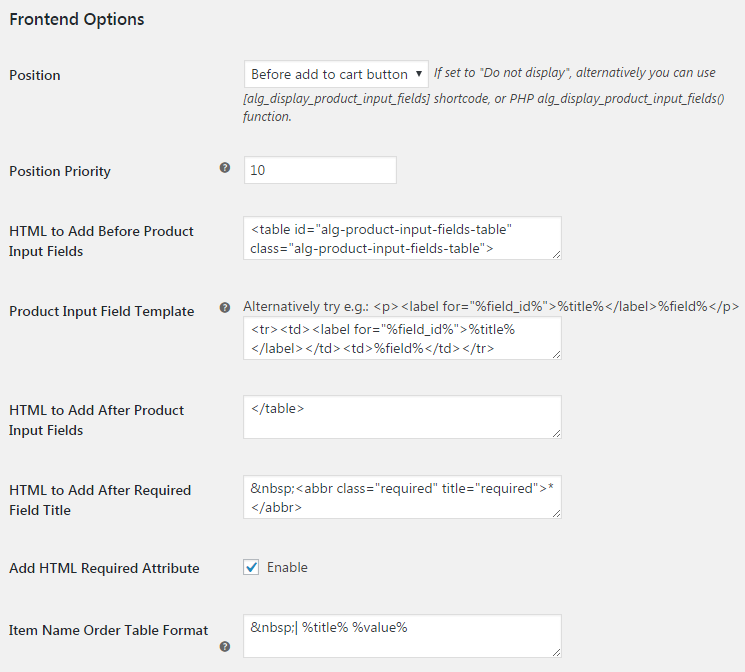 Frontend Options
Position
Before add to cart button ▾ If set to "Do not display", alternatively you can use
[alg_display_product_input_fields] shortcode, or PHP alg_display_product_input_fields()
function.
Position Priority
10
HTML to Add Before Product
Input Fields
<table id="alg-product-input-fields-table"
class="alg-product-input-fields-table">
Product Input Field Template
Alternatively try e.g.: <p><label for="%field_id%">%title%</label>%field%</p>
<tr><td><label for="%field_id%">%title%
</label></td><td>%field%</td></tr>
HTML to Add After Product
Input Fields
</table>
HTML to Add After Required
Field Title
&nbsp;<abbr class="required" title="required">*
</abbr>
Add HTML Required Attribute
Enable
Item Name Order Table Format
&nbsp;| %title% %value%